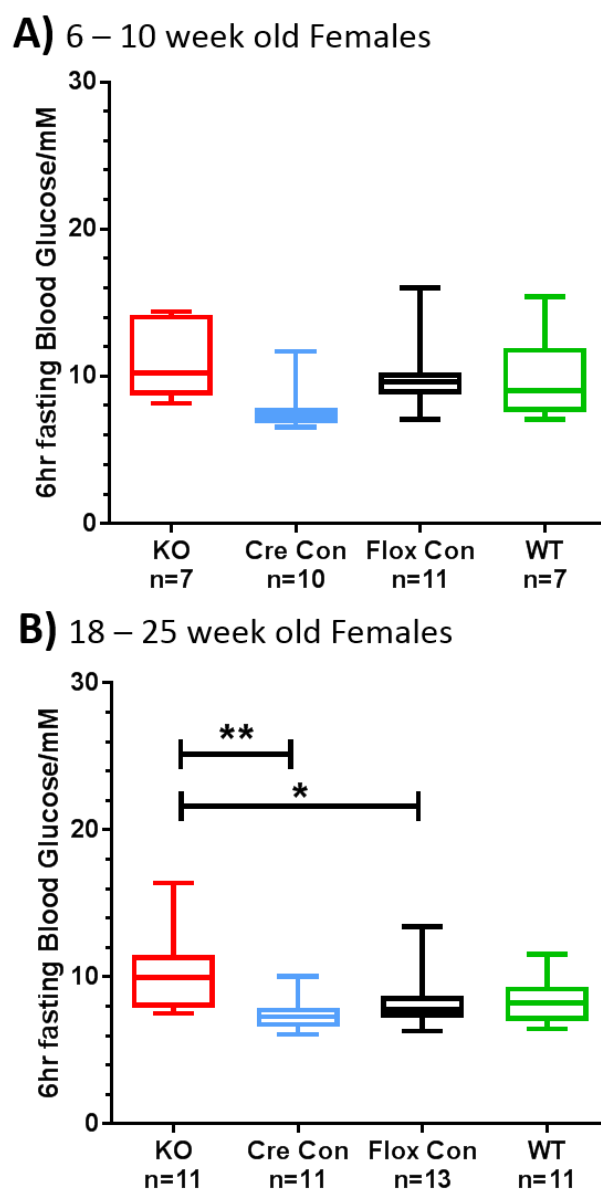 A) 6 – 10 week old Females
6hr fasting Blood Glucose/mM
30
20
10
0
KO Cre Con Flox Con WT
n=7 n=10 n=11 n=7
B) 18 – 25 week old Females
6hr fasting Blood Glucose/mM
30
**
*
20
10
0
KO Cre Con Flox Con WT
n=11 n=11 n=13 n=11